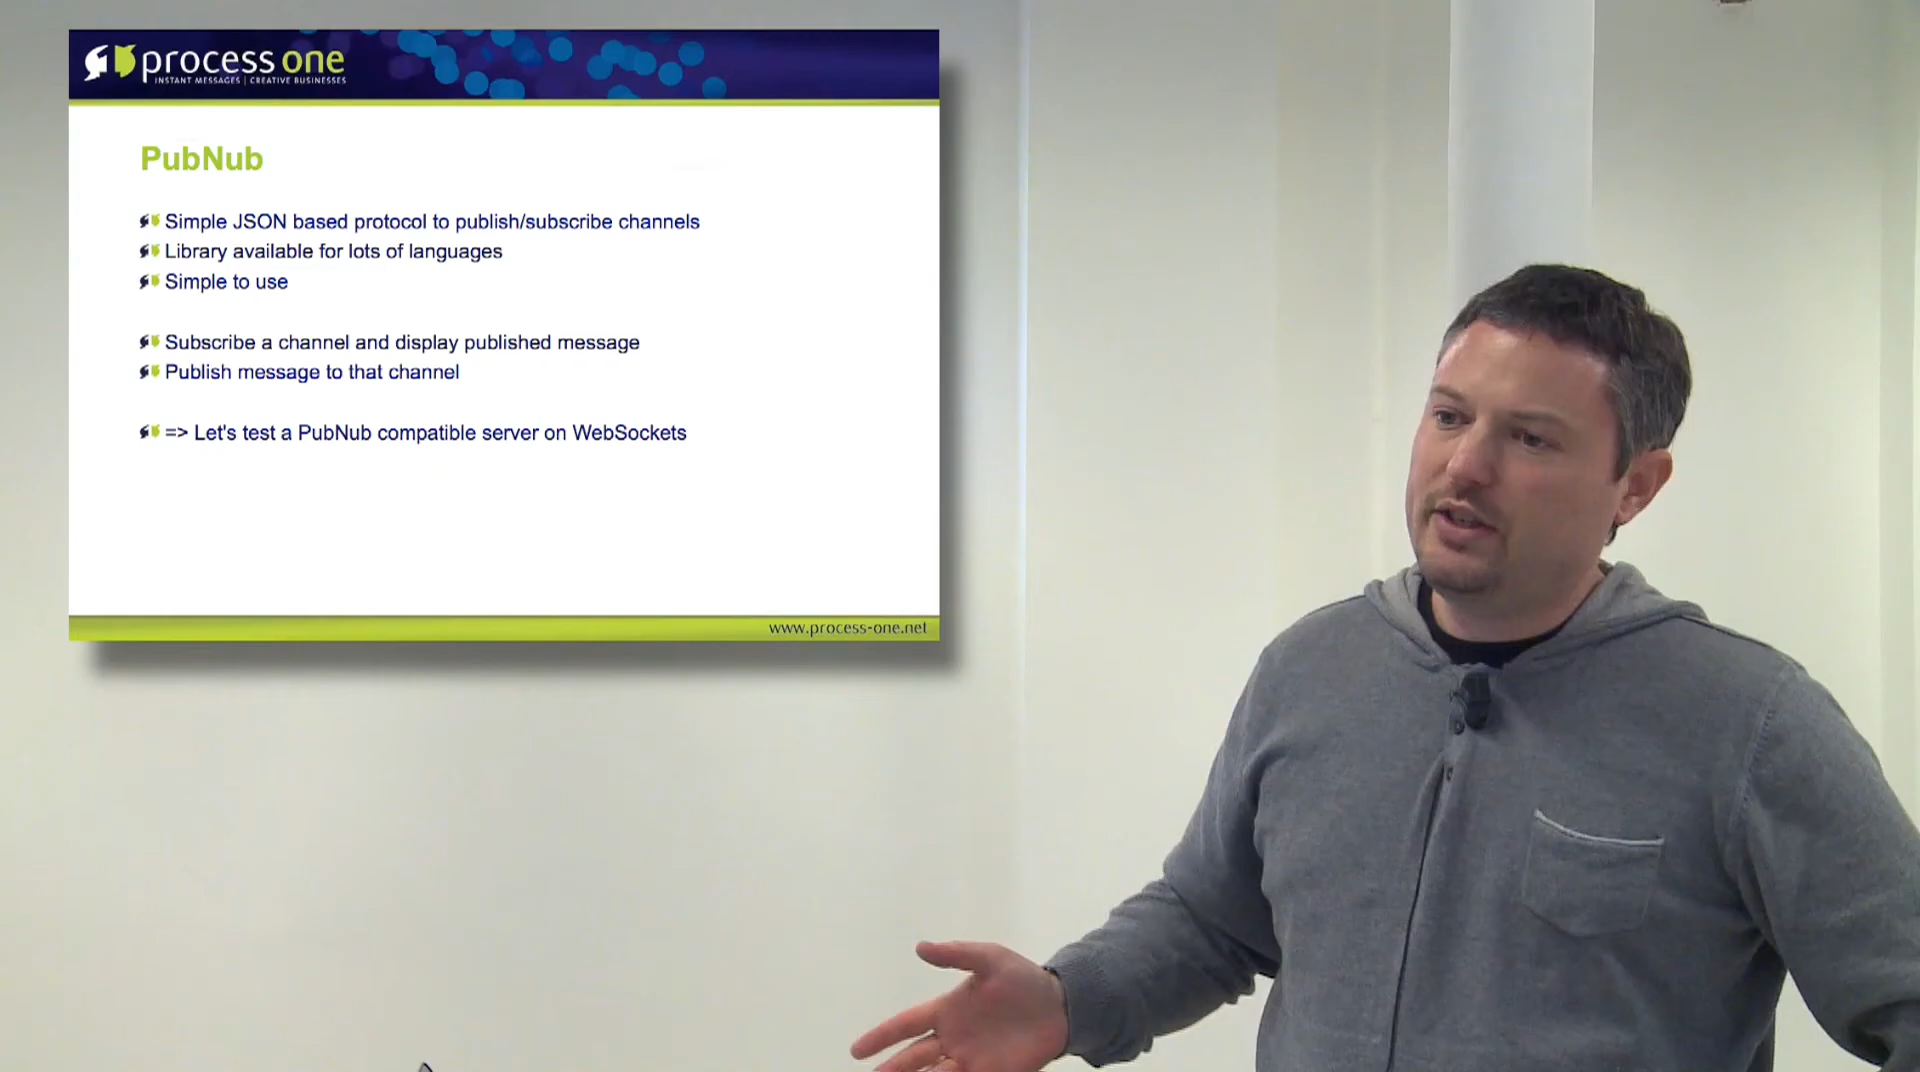 process one
INSTANT MESSAGES | CREATIVE BUSINESSES
PubNub
Simple JSON based protocol to publish/subscribe channels
Library available for lots of languages
Simple to use
Subscribe a channel and display published message
Publish message to that channel
=> Let's test a PubNub compatible server on WebSockets
www.process-one.net